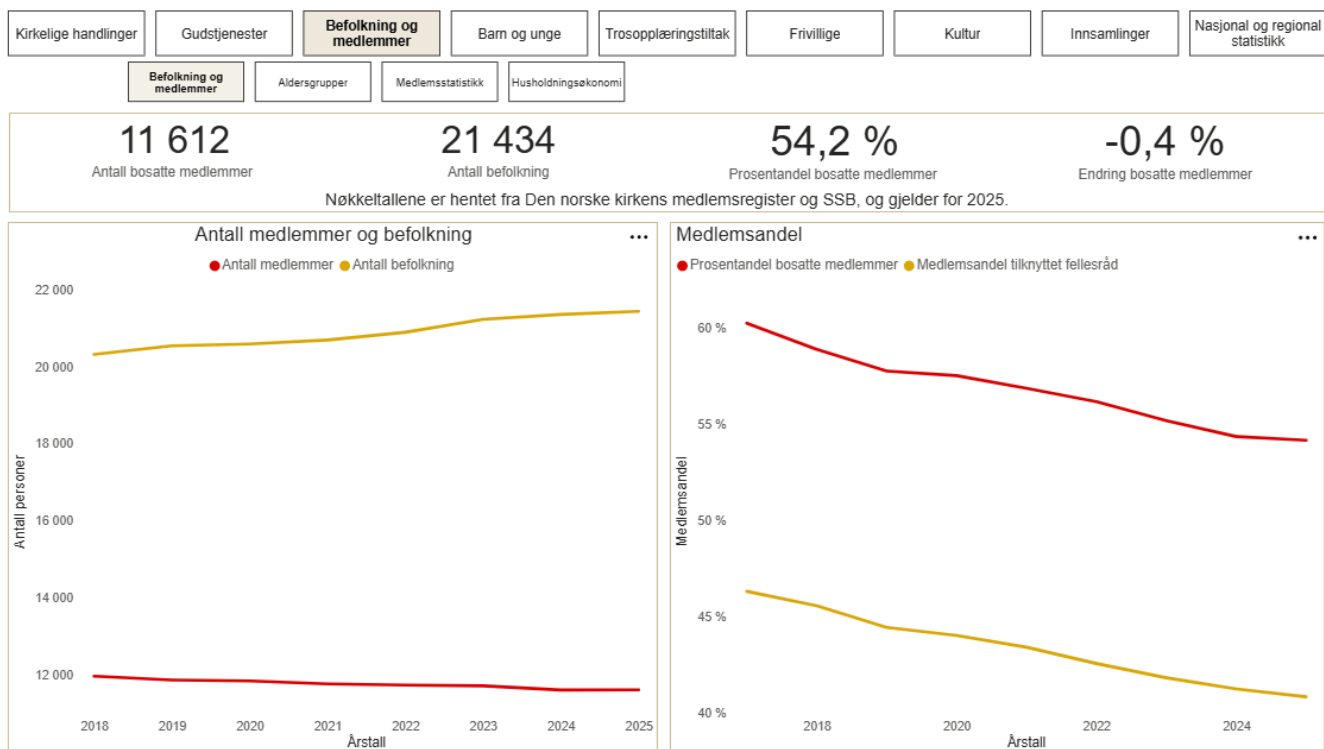 Kirkelige handlinger
Gudstjenester
Befolkning og
medlemmer
Barn og unge
Trosopplæringstiltak
Frivillige
Kultur
Innsamlinger
Nasjonal og regional
statistikk
Befolkning og
medlemmer
Aldersgrupper
Medlemsstatistikk
Husholdningsøkonomi
11 612
Antall bosatte medlemmer
21 434
Antall befolkning
54,2 %
Prosentandel bosatte medlemmer
-0,4 %
Endring bosatte medlemmer
Nøkkeltallene er hentet fra Den norske kirkens medlemsregister og SSB, og gjelder for 2025.
Antall medlemmer og befolkning
Antall medlemmer
Antall befolkning
22 000
20 000
18 000
16 000
14 000
12 000
Antall personer
2018
2019
2020
2021
2022
2023
2024
2025
Årstall
Medlemsandel
Prosentandel bosatte medlemmer
Medlemsandel tilknyttet fellesråd
60 %
55 %
50 %
45 %
40 %
Medlemsandel
2018
2020
2022
2024
Årstall